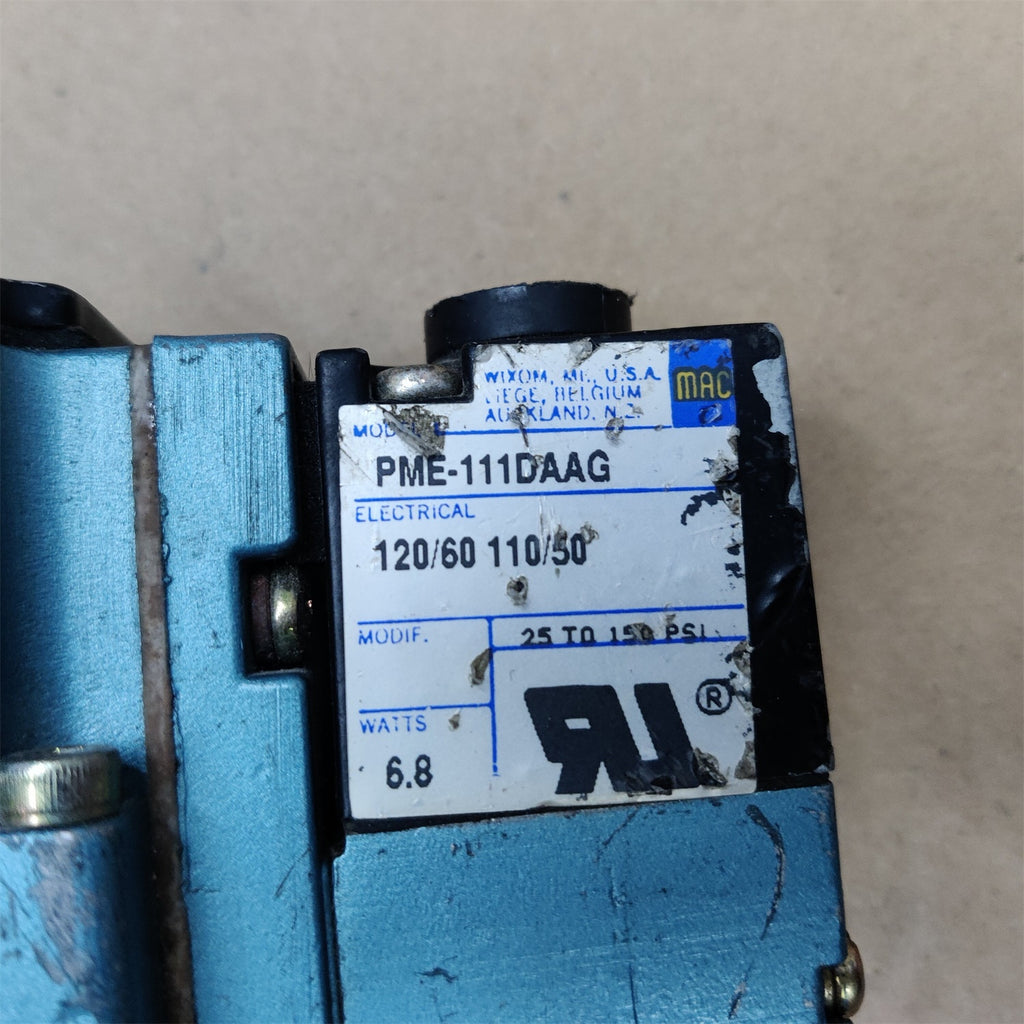 WIXOM, MI. U.S.A.
LIEGE, BELGIUM
AUCKLAND, N.Z.
MAC
MODEL
PME-111DAAG
ELECTRICAL
120/60 110/50
MODIF.
25 TO 150 PSI
WATTS
6.8
®